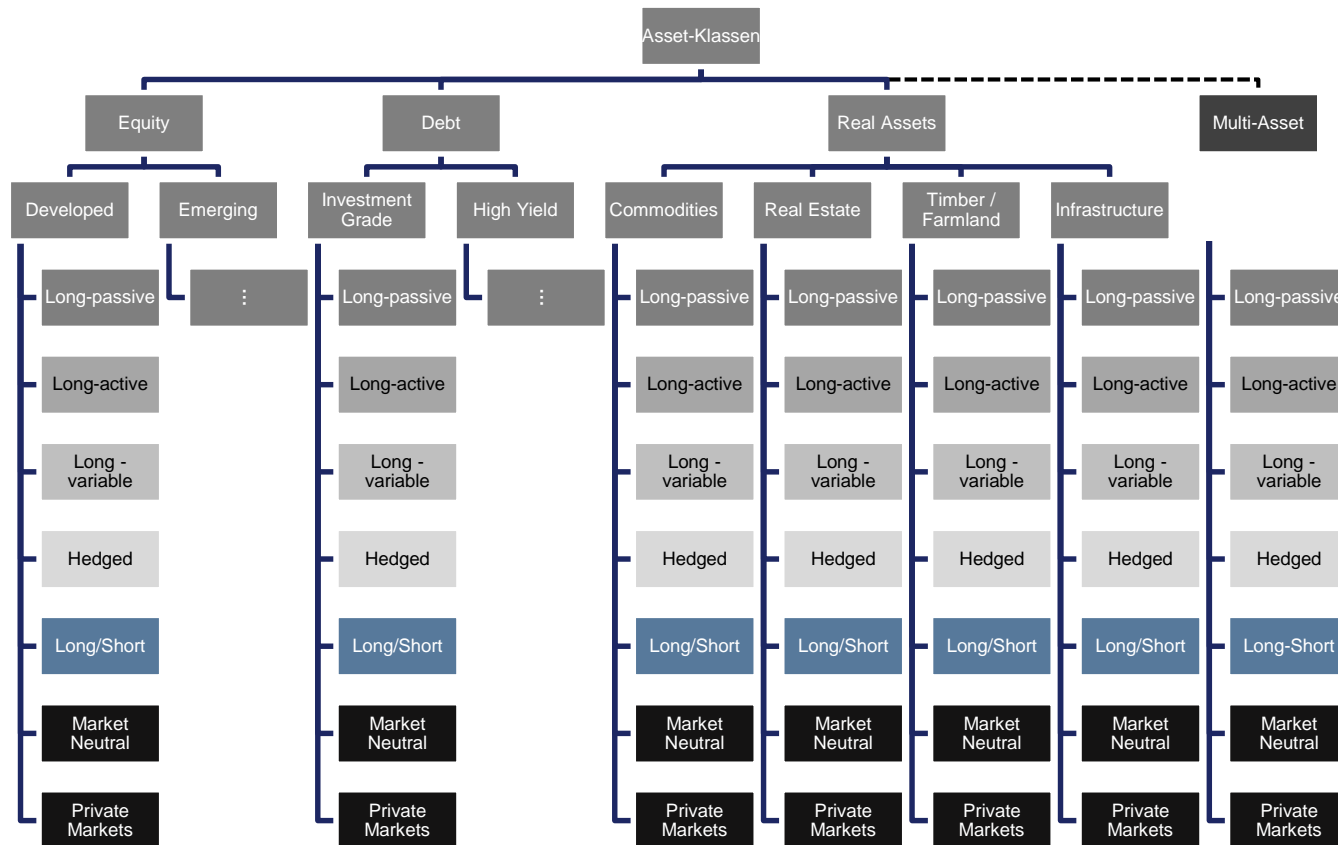 Asset-Klassen
Equity
Debt
Real Assets
Multi-Asset
Developed
Emerging
Investment
Grade
High Yield
Commodities
Real Estate
Timber /
Farmland
Infrastructure
Long-passive
⋮
Long-passive
⋮
Long-passive
Long-passive
Long-passive
Long-passive
Long-passive
Long-active
Long-active
Long-active
Long-active
Long-active
Long-active
Long-active
Long -
variable
Long -
variable
Long -
variable
Long -
variable
Long -
variable
Long -
variable
Long -
variable
Hedged
Hedged
Hedged
Hedged
Hedged
Hedged
Hedged
Long/Short
Long/Short
Long/Short
Long/Short
Long/Short
Long/Short
Long-Short
Market
Neutral
Market
Neutral
Market
Neutral
Market
Neutral
Market
Neutral
Market
Neutral
Market
Neutral
Private
Markets
Private
Markets
Private
Markets
Private
Markets
Private
Markets
Private
Markets
Private
Markets